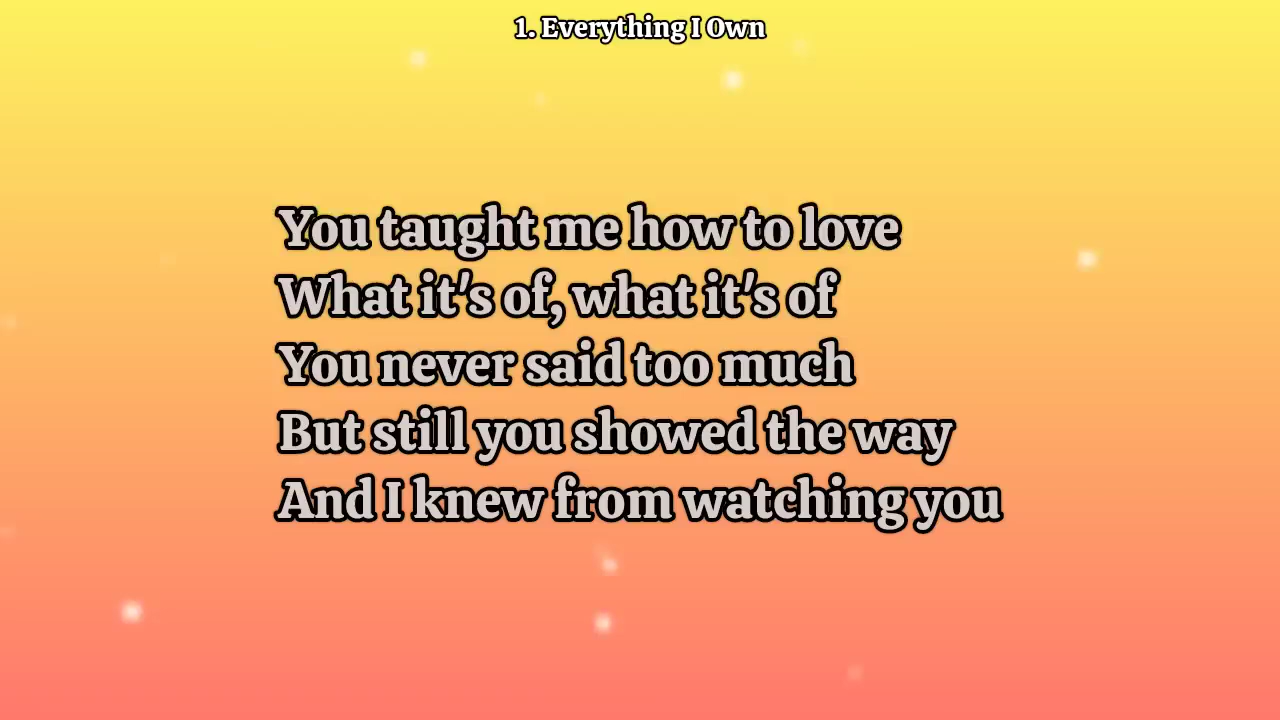 1. Everything I Own
You taught me how to love
What it's of, what it's of
You never said too much
But still you showed the way
And I knew from watching you